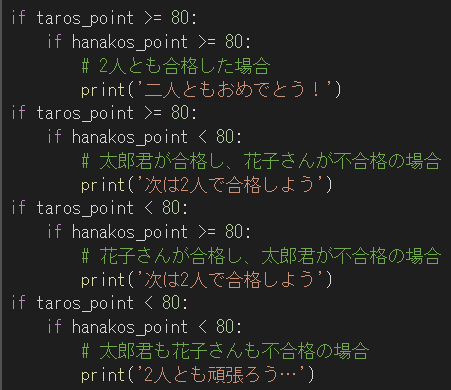 if taros_point >= 80:
    if hanakos_point >= 80:
        # 2人とも合格した場合
        print('二人ともおめでとう！')
if taros_point >= 80:
    if hanakos_point < 80:
        # 太郎君が合格し、花子さんが不合格の場合
        print('次は2人で合格しよう')
if taros_point < 80:
    if hanakos_point >= 80:
        # 花子さんが合格し、太郎君が不合格の場合
        print('次は2人で合格しよう')
if taros_point < 80:
    if hanakos_point < 80:
        # 太郎君も花子さんも不合格の場合
        print('2人とも頑張ろう…')